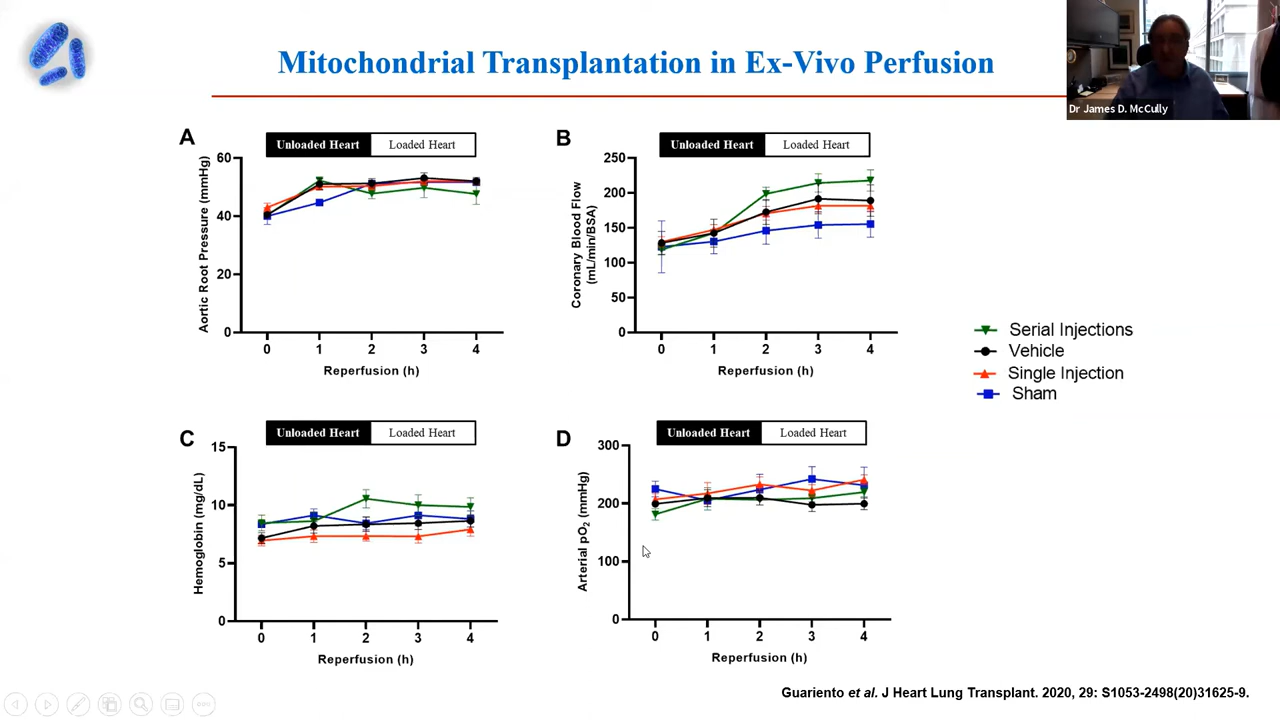 Mitochondrial Transplantation in Ex-Vivo Perfusion
Dr James D. McCully
A
Unloaded Heart
Loaded Heart
Aortic Root Pressure (mmHg)
60
40
20
0
0 1 2 3 4
Reperfusion (h)
B
Unloaded Heart
Loaded Heart
Coronary Blood Flow
(mL/min/BSA)
250
200
150
100
50
0
0 1 2 3 4
Reperfusion (h)
Serial Injections
Vehicle
Single Injection
Sham
C
Unloaded Heart
Loaded Heart
Hemoglobin (mg/dL)
15
10
5
0
0 1 2 3 4
Reperfusion (h)
D
Unloaded Heart
Loaded Heart
Arterial pO2 (mmHg)
300
200
100
0
0 1 2 3 4
Reperfusion (h)
Guariento et al. J Heart Lung Transplant. 2020, 29: S1053-2498(20)31625-9.